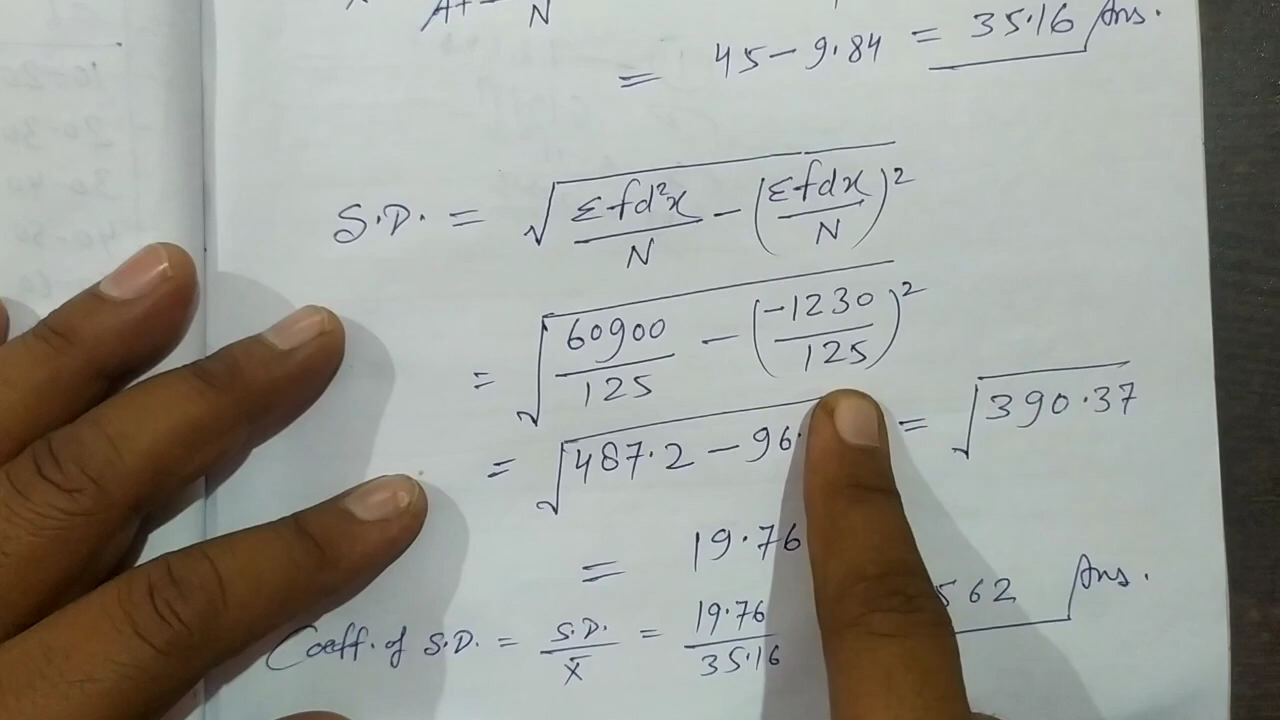 A+ N
= 45-9.84 = 35.16 Ans.
S.D. = √ Σfd²x/N - (Σfdx/N)²
= √ 60900/125 - (-1230/125)²
= √ 487.2 - 96. = √ 390.37
= 19.76
Coeff. of S.D. = S.D./X̄ = 19.76/35.16 562 Ans.